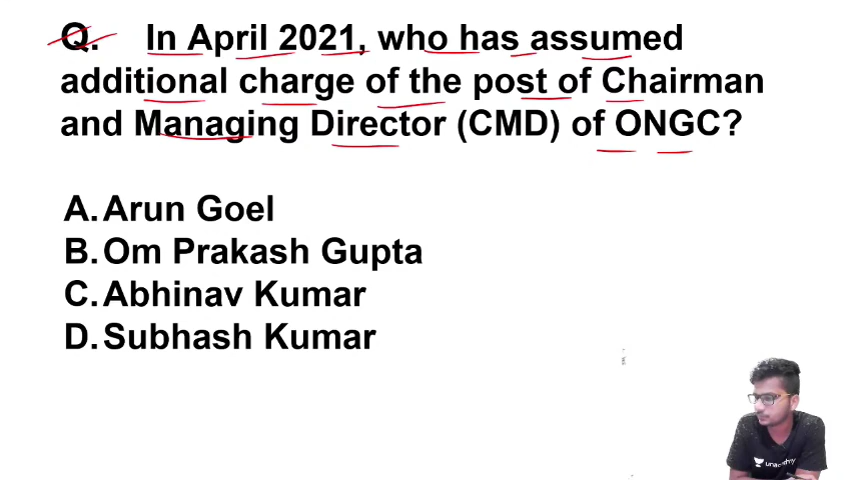 Q. In April 2021, who has assumed
additional charge of the post of Chairman
and Managing Director (CMD) of ONGC?
A. Arun Goel
B. Om Prakash Gupta
C. Abhinav Kumar
D. Subhash Kumar
unacademy